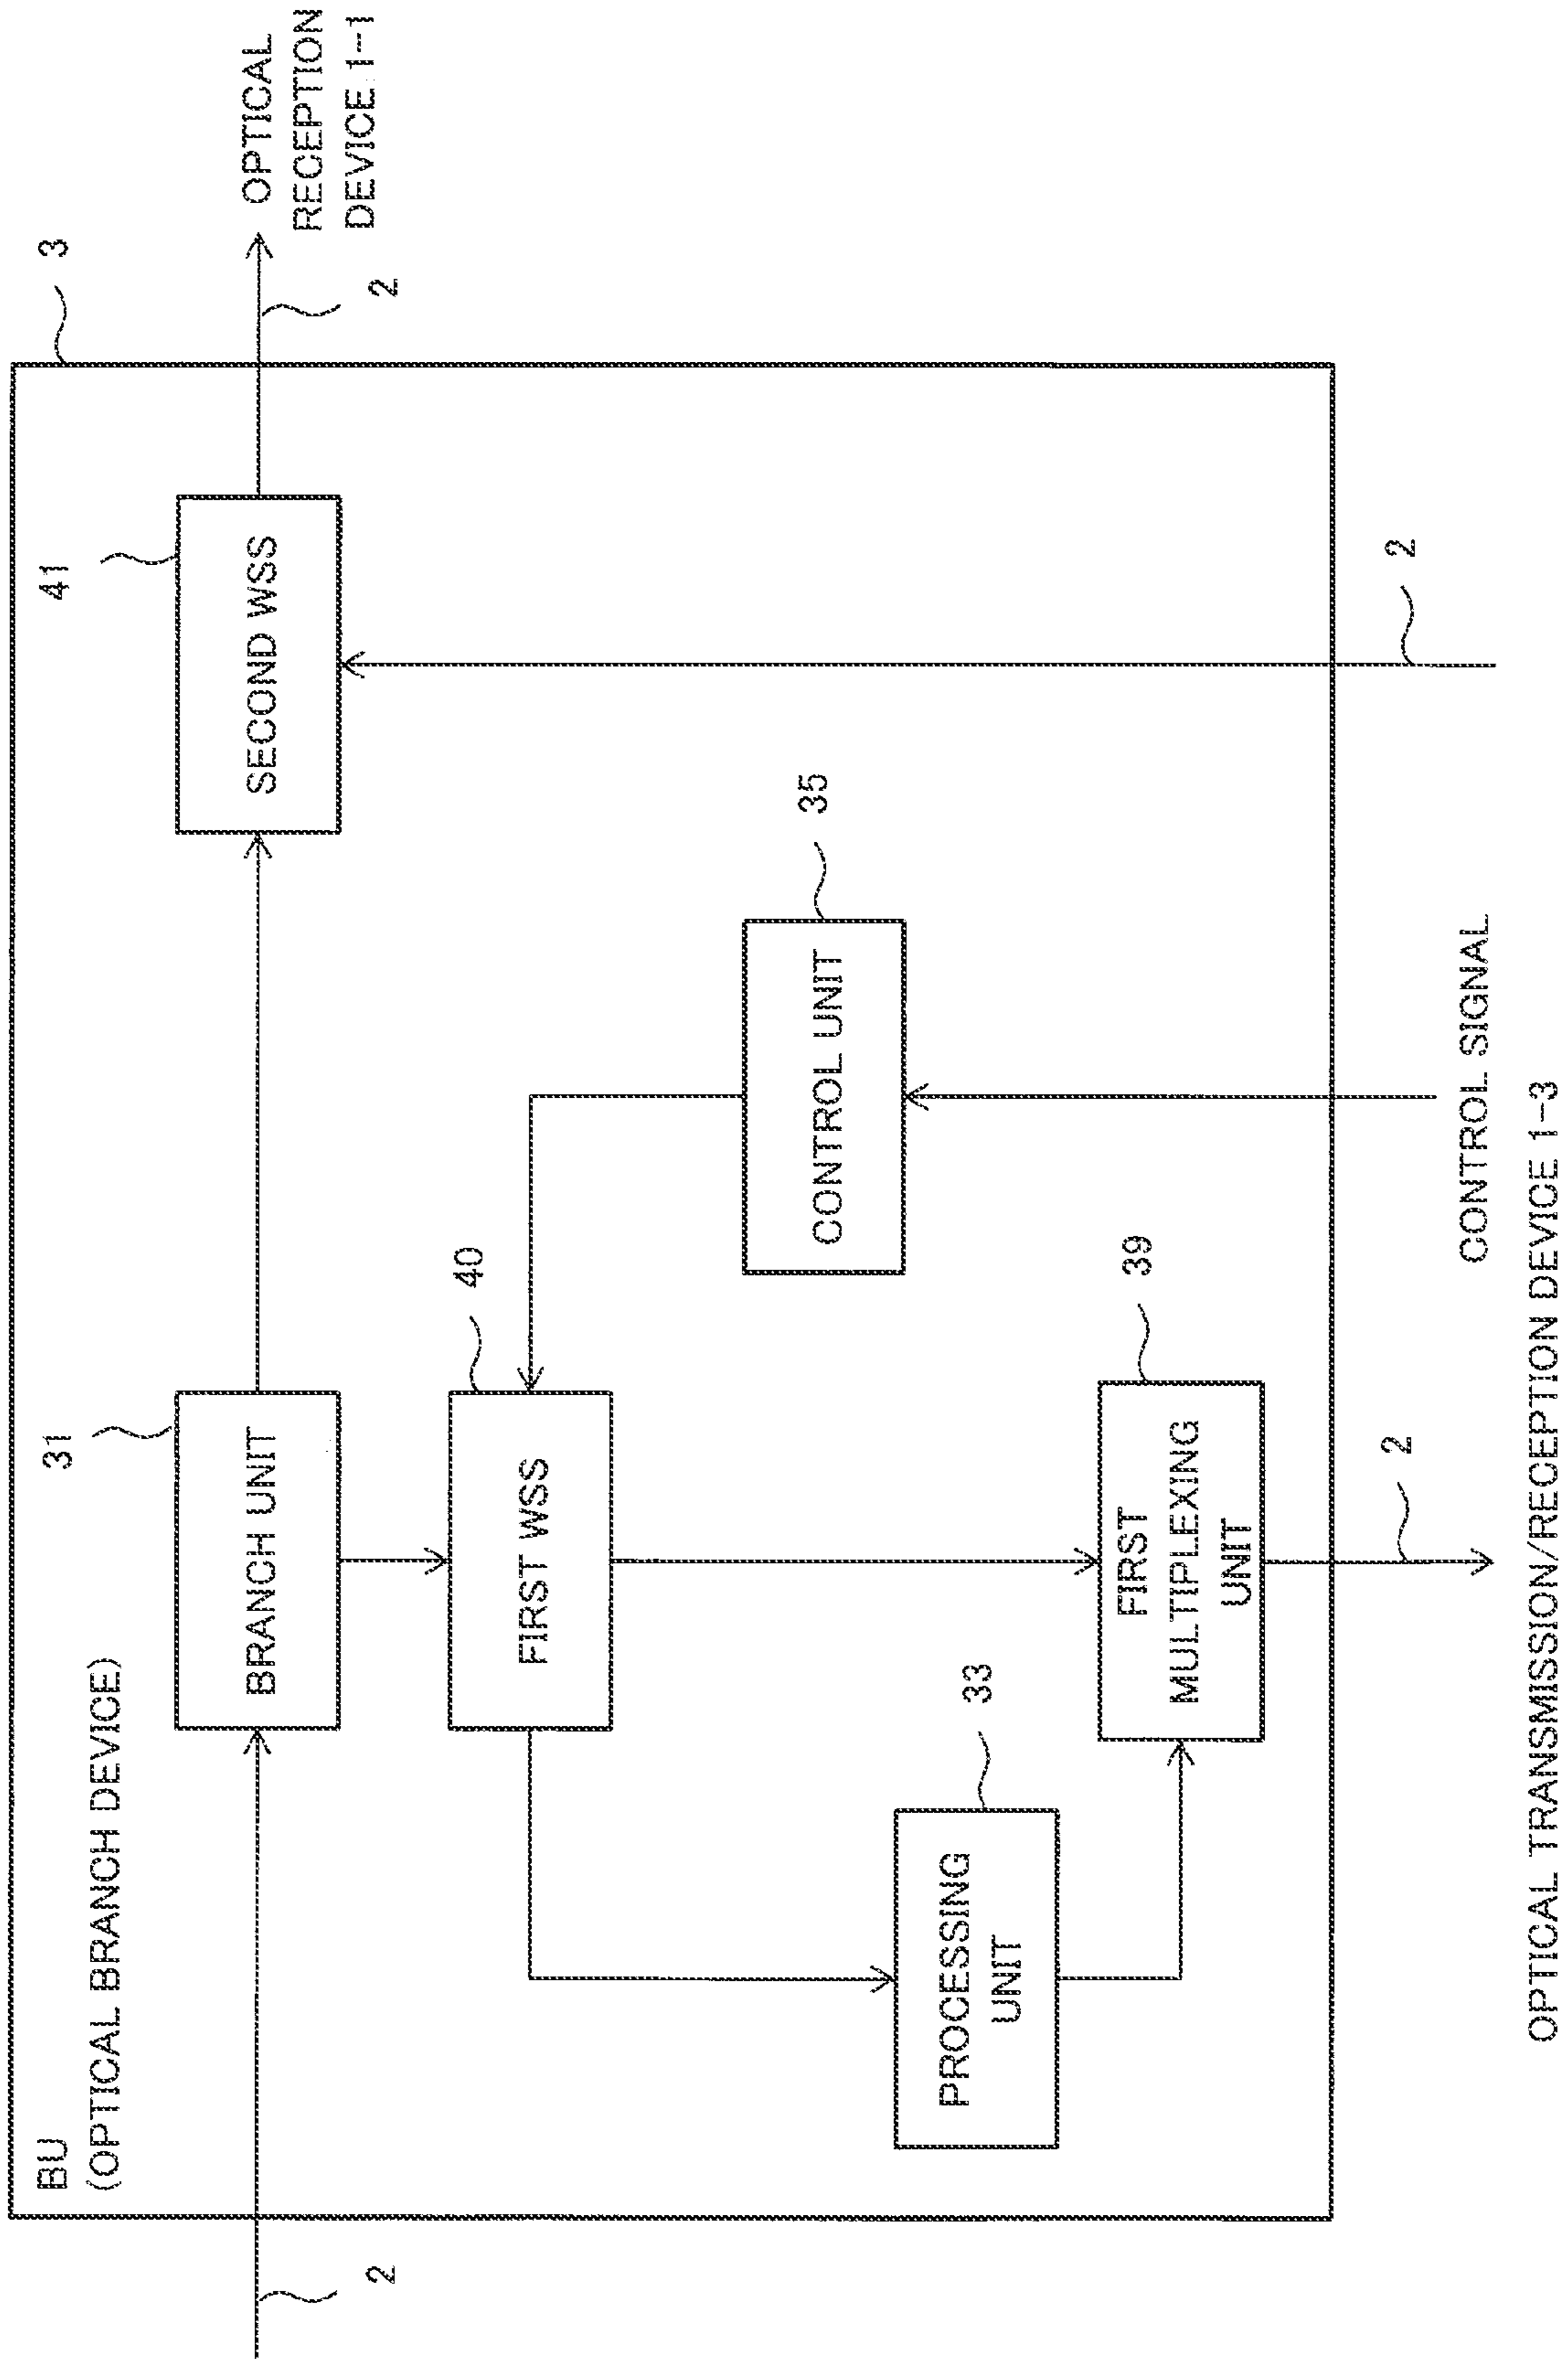 BU
(OPTICAL BRANCH DEVICE)
3
2
31
BRANCH UNIT
41
SECOND WSS
2
OPTICAL
RECEPTION
DEVICE 1-1
40
FIRST WSS
35
CONTROL UNIT
33
PROCESSING
UNIT
39
FIRST
MULTIPLEXING
UNIT
2
2
CONTROL SIGNAL
OPTICAL TRANSMISSION/RECEPTION DEVICE 1-3